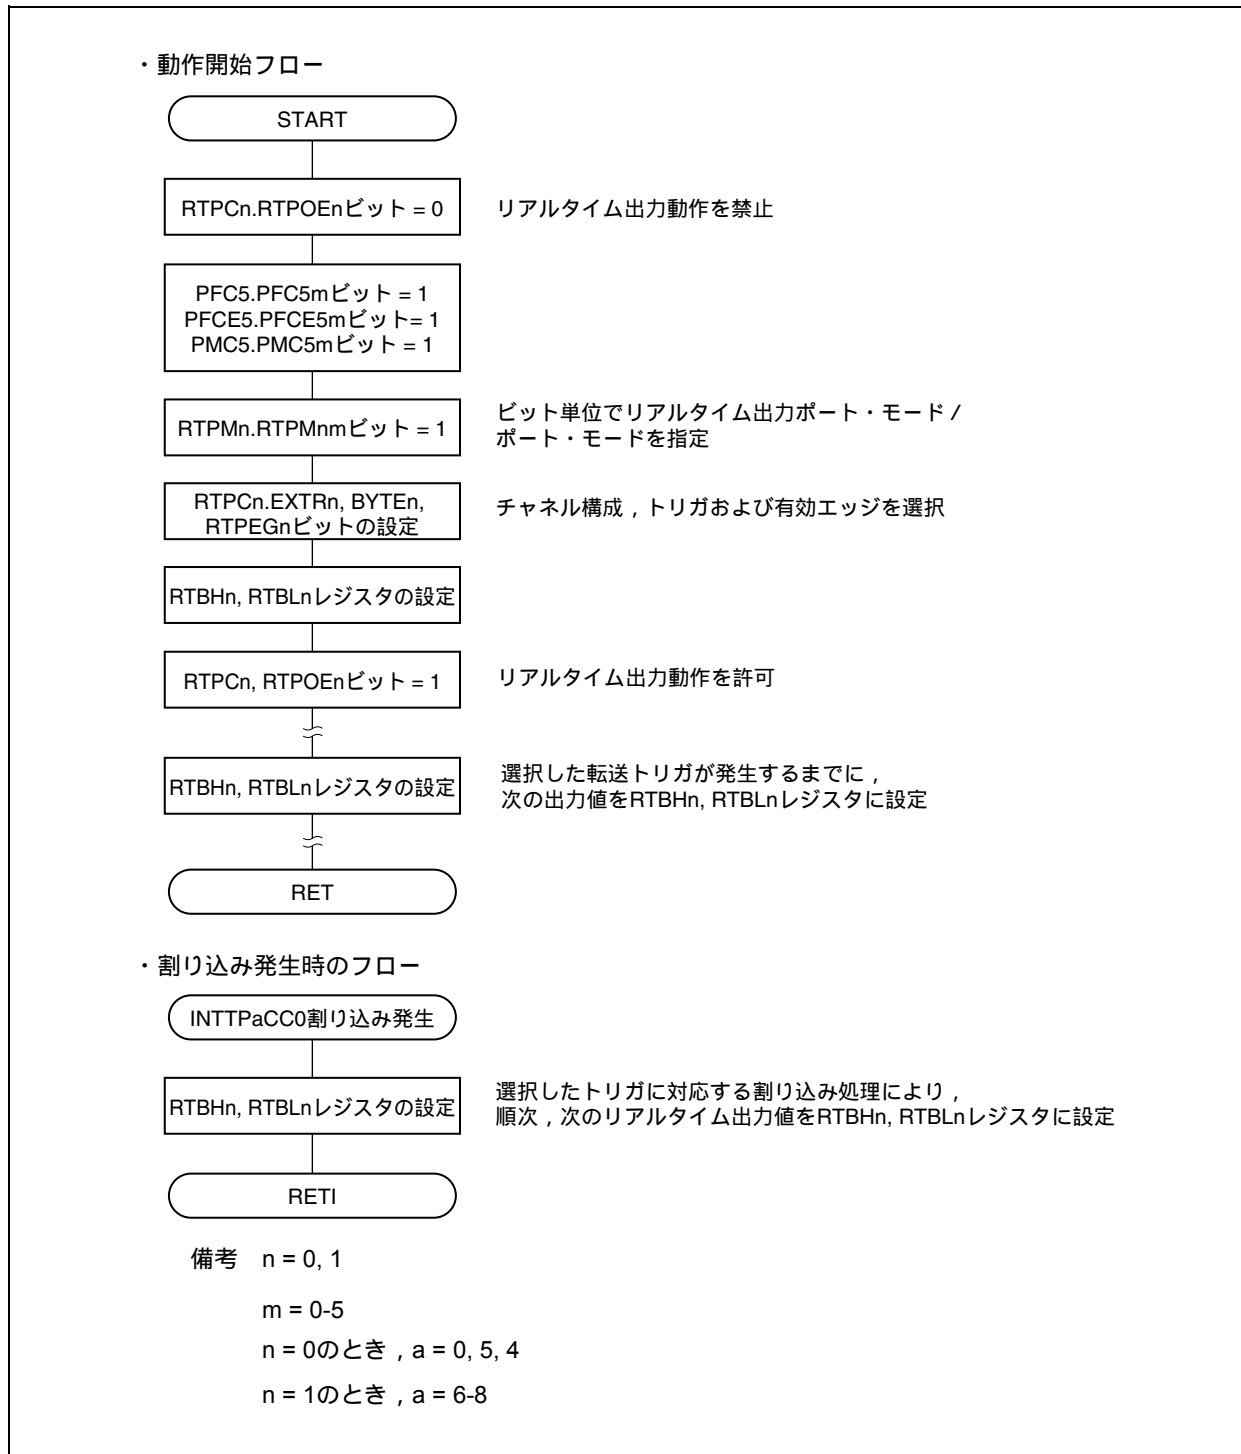 ・動作開始フロー
START
RTPCn.RTPOEnビット = 0
リアルタイム出力動作を禁止
PFC5.PFC5mビット = 1
PFCE5.PFCE5mビット= 1
PMC5.PMC5mビット = 1
RTPMn.RTPMnmビット = 1
ビット単位でリアルタイム出力ポート・モード /
ポート・モードを指定
RTPCn.EXTRn, BYTEn,
RTPEGnビットの設定
チャネル構成，トリガおよび有効エッジを選択
RTBHn, RTBLnレジスタの設定
RTPCn, RTPOEnビット = 1
リアルタイム出力動作を許可
RTBHn, RTBLnレジスタの設定
選択した転送トリガが発生するまでに，
次の出力値をRTBHn, RTBLnレジスタに設定
RET
・割り込み発生時のフロー
INTTPaCC0割り込み発生
RTBHn, RTBLnレジスタの設定
選択したトリガに対応する割り込み処理により，
順次，次のリアルタイム出力値をRTBHn, RTBLnレジスタに設定
RETI
備考 n = 0, 1
m = 0-5
n = 0のとき，a = 0, 5, 4
n = 1のとき，a = 6-8